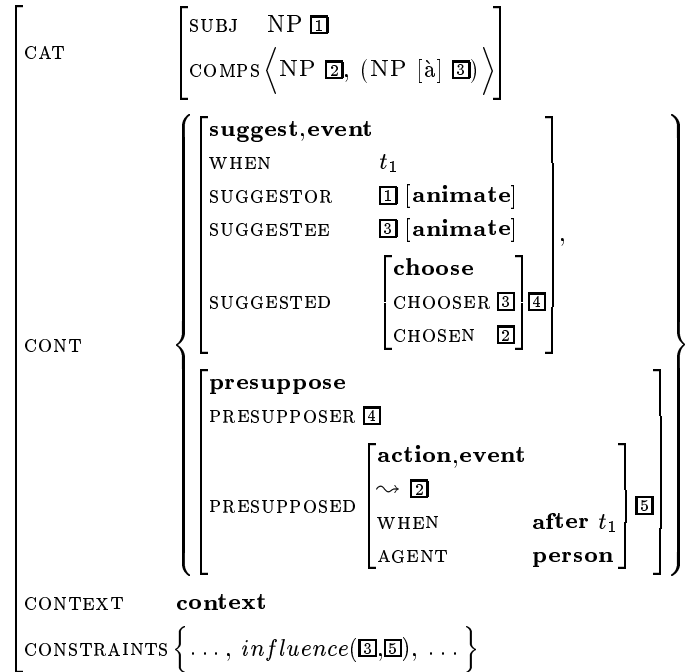 CAT
SUBJ NP 1
COMPS ⟨NP 2, (NP [à] 3)⟩
CONT
suggest,event
WHEN t₁
SUGGESTOR 1 [animate]
SUGGESTEE 3 [animate]
SUGGESTED
choose
CHOOSER 3
CHOSEN 2
4
,
presuppose
PRESUPPOSER 4
PRESUPPOSED
action,event
⇝ 2
WHEN after t₁
AGENT person
5
CONTEXT context
CONSTRAINTS {..., influence(3,5), ...}